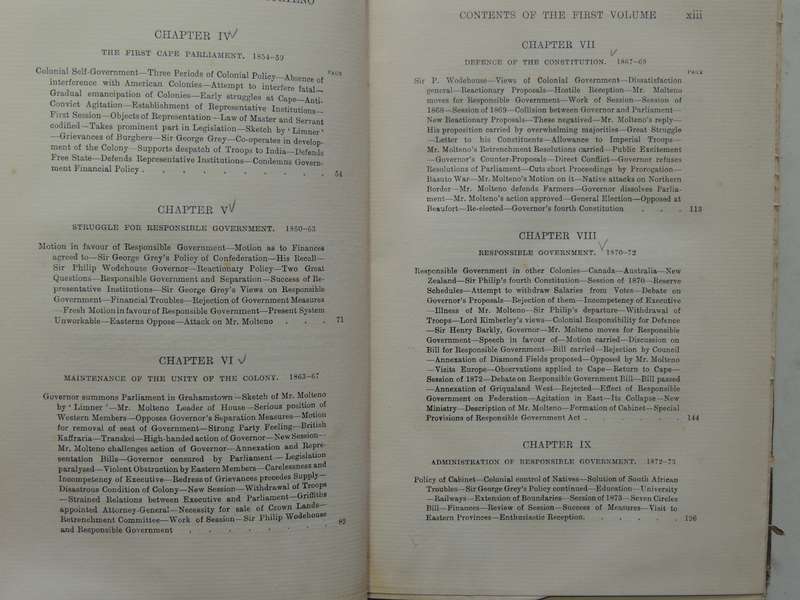 CHAPTER IV
THE FIRST CAPE PARLIAMENT. 1854-59
PAGE
Colonial Self-Government—Three Periods of Colonial Policy—Absence of
interference with American Colonies—Attempt to interfere fatal—
Gradual emancipation of Colonies—Early struggles at Cape—Anti-
Convict Agitation—Establishment of Representative Institutions—
First Session—Objects of Representation—Law of Master and Servant
codified—Takes prominent part in Legislation—Sketch by 'Limner'
—Grievances of Burghers—Sir George Grey—Co-operates in develop-
ment of the Colony—Supports despatch of Troops to India—Defends
Free State—Defends Representative Institutions—Condemns Govern-
ment Financial Policy . . . . . . . . . 54
CHAPTER V
STRUGGLE FOR RESPONSIBLE GOVERNMENT. 1860-63
Motion in favour of Responsible Government—Motion as to Finances
agreed to—Sir George Grey's Policy of Confederation—His Recall—
Sir Philip Wodehouse Governor—Reactionary Policy—Two Great
Questions—Responsible Government and Separation—Success of Re-
presentative Institutions—Sir George Grey's Views on Responsible
Government—Financial Troubles—Rejection of Government Measures
—Fresh Motion in favour of Responsible Government—Present System
Unworkable—Easterns Oppose—Attack on Mr. Molteno . . . 71
CHAPTER VI
MAINTENANCE OF THE UNITY OF THE COLONY. 1863-67
Governor summons Parliament in Grahamstown—Sketch of Mr. Molteno
by 'Limner'—Mr. Molteno Leader of House—Serious position of
Western Members—Opposes Governor's Separation Measures—Motion
for removal of seat of Government—Strong Party Feeling—British
Kaffraria—Transkei—High-handed action of Governor—New Session—
Mr. Molteno challenges action of Governor—Annexation and Repre-
sentation Bills—Governor censured by Parliament—Legislation
paralysed—Violent Obstruction by Eastern Members—Carelessness and
Incompetency of Executive—Redress of Grievances precedes Supply—
Disastrous Condition of Colony—New Session—Withdrawal of Troops
—Strained Relations between Executive and Parliament—Griffiths
appointed Attorney-General—Necessity for sale of Crown Lands—
Retrenchment Committee—Work of Session—Sir Philip Wodehouse
and Responsible Government . . . . . . . 82
CONTENTS OF THE FIRST VOLUME xiii
CHAPTER VII
DEFENCE OF THE CONSTITUTION. 1867-69
PAGE
Sir P. Wodehouse—Views of Colonial Government—Dissatisfaction
general—Reactionary Proposals—Hostile Reception—Mr. Molteno
moves for Responsible Government—Work of Session—Session of
1868—Session of 1869—Collision between Governor and Parliament—
New Reactionary Proposals—These negatived—Mr. Molteno's reply—
His proposition carried by overwhelming majorities—Great Struggle
—Letter to his Constituents—Allowance to Imperial Troops—
Mr. Molteno's Retrenchment Resolutions carried—Public Excitement
—Governor's Counter-Proposals—Direct Conflict—Governor refuses
Resolutions of Parliament—Cuts short Proceedings by Prorogation—
Basuto War—Mr. Molteno's Motion on it—Native attacks on Northern
Border—Mr. Molteno defends Farmers—Governor dissolves Parlia-
ment—Mr. Molteno's action approved—General Election—Opposed at
Beaufort—Re-elected—Governor's fourth Constitution . . . 113
CHAPTER VIII
RESPONSIBLE GOVERNMENT. 1870-72
Responsible Government in other Colonies—Canada—Australia—New
Zealand—Sir Philip's fourth Constitution—Session of 1870—Reserve
Schedules—Attempt to withdraw Salaries from Votes—Debate on
Governor's Proposals—Rejection of them—Incompetency of Executive
—Illness of Mr. Molteno—Sir Philip's departure—Withdrawal of
Troops—Lord Kimberley's views—Colonial Responsibility for Defence
—Sir Henry Barkly, Governor—Mr. Molteno moves for Responsible
Government—Speech in favour of—Motion carried—Discussion on
Bill for Responsible Government—Bill carried—Rejection by Council
—Annexation of Diamond Fields proposed—Opposed by Mr. Molteno
—Visits Europe—Observations applied to Cape—Return to Cape—
Session of 1872—Debate on Responsible Government Bill—Bill passed
—Annexation of Griqualand West—Rejected—Effect of Responsible
Government on Federation—Agitation in East—Its Collapse—New
Ministry—Description of Mr. Molteno—Formation of Cabinet—Special
Provisions of Responsible Government Act . . . . . . 144
CHAPTER IX
ADMINISTRATION OF RESPONSIBLE GOVERNMENT. 1872-73
Policy of Cabinet—Colonial control of Natives—Solution of South African
Troubles—Sir George Grey's Policy continued—Education—University
—Railways—Extension of Boundaries—Session of 1873—Seven Circles
Bill—Finances—Review of Session—Success of Measures—Visit to
Eastern Provinces—Enthusiastic Reception. . . . . . 196